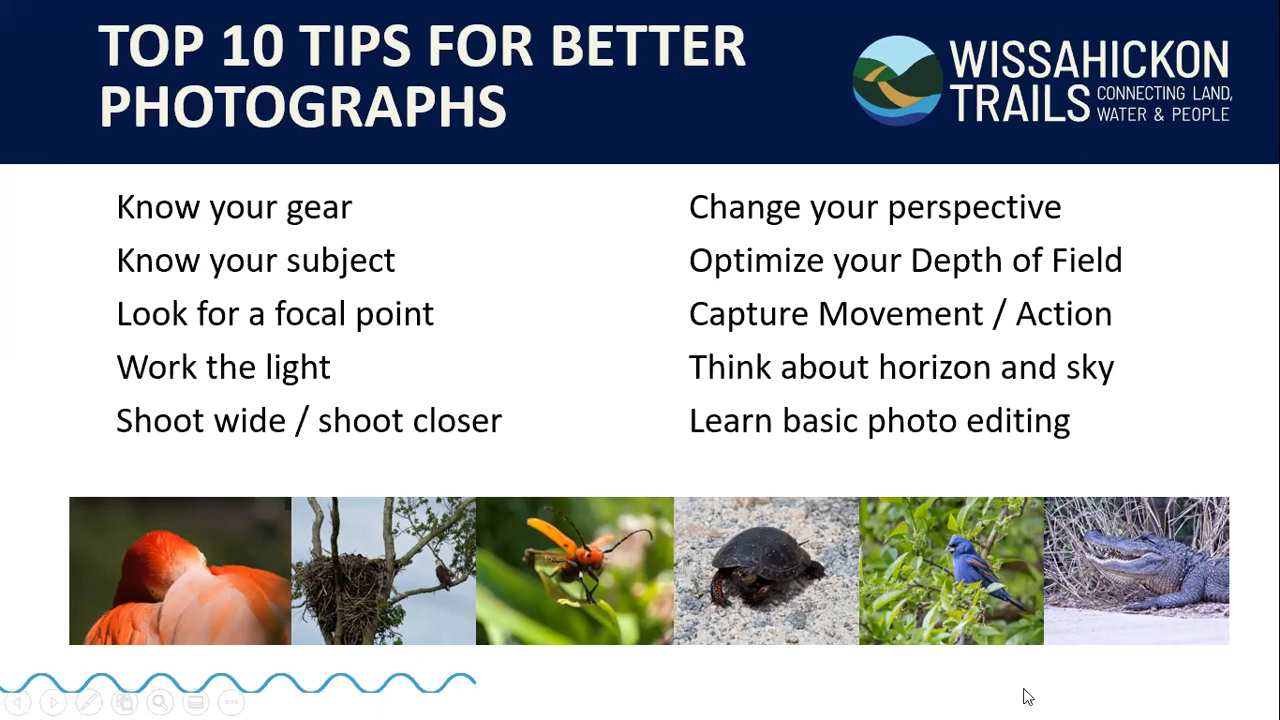 TOP 10 TIPS FOR BETTER
PHOTOGRAPHS
WISSAHICKON
TRAILS
CONNECTING LAND,
WATER & PEOPLE
Know your gear
Know your subject
Look for a focal point
Work the light
Shoot wide / shoot closer
Change your perspective
Optimize your Depth of Field
Capture Movement / Action
Think about horizon and sky
Learn basic photo editing